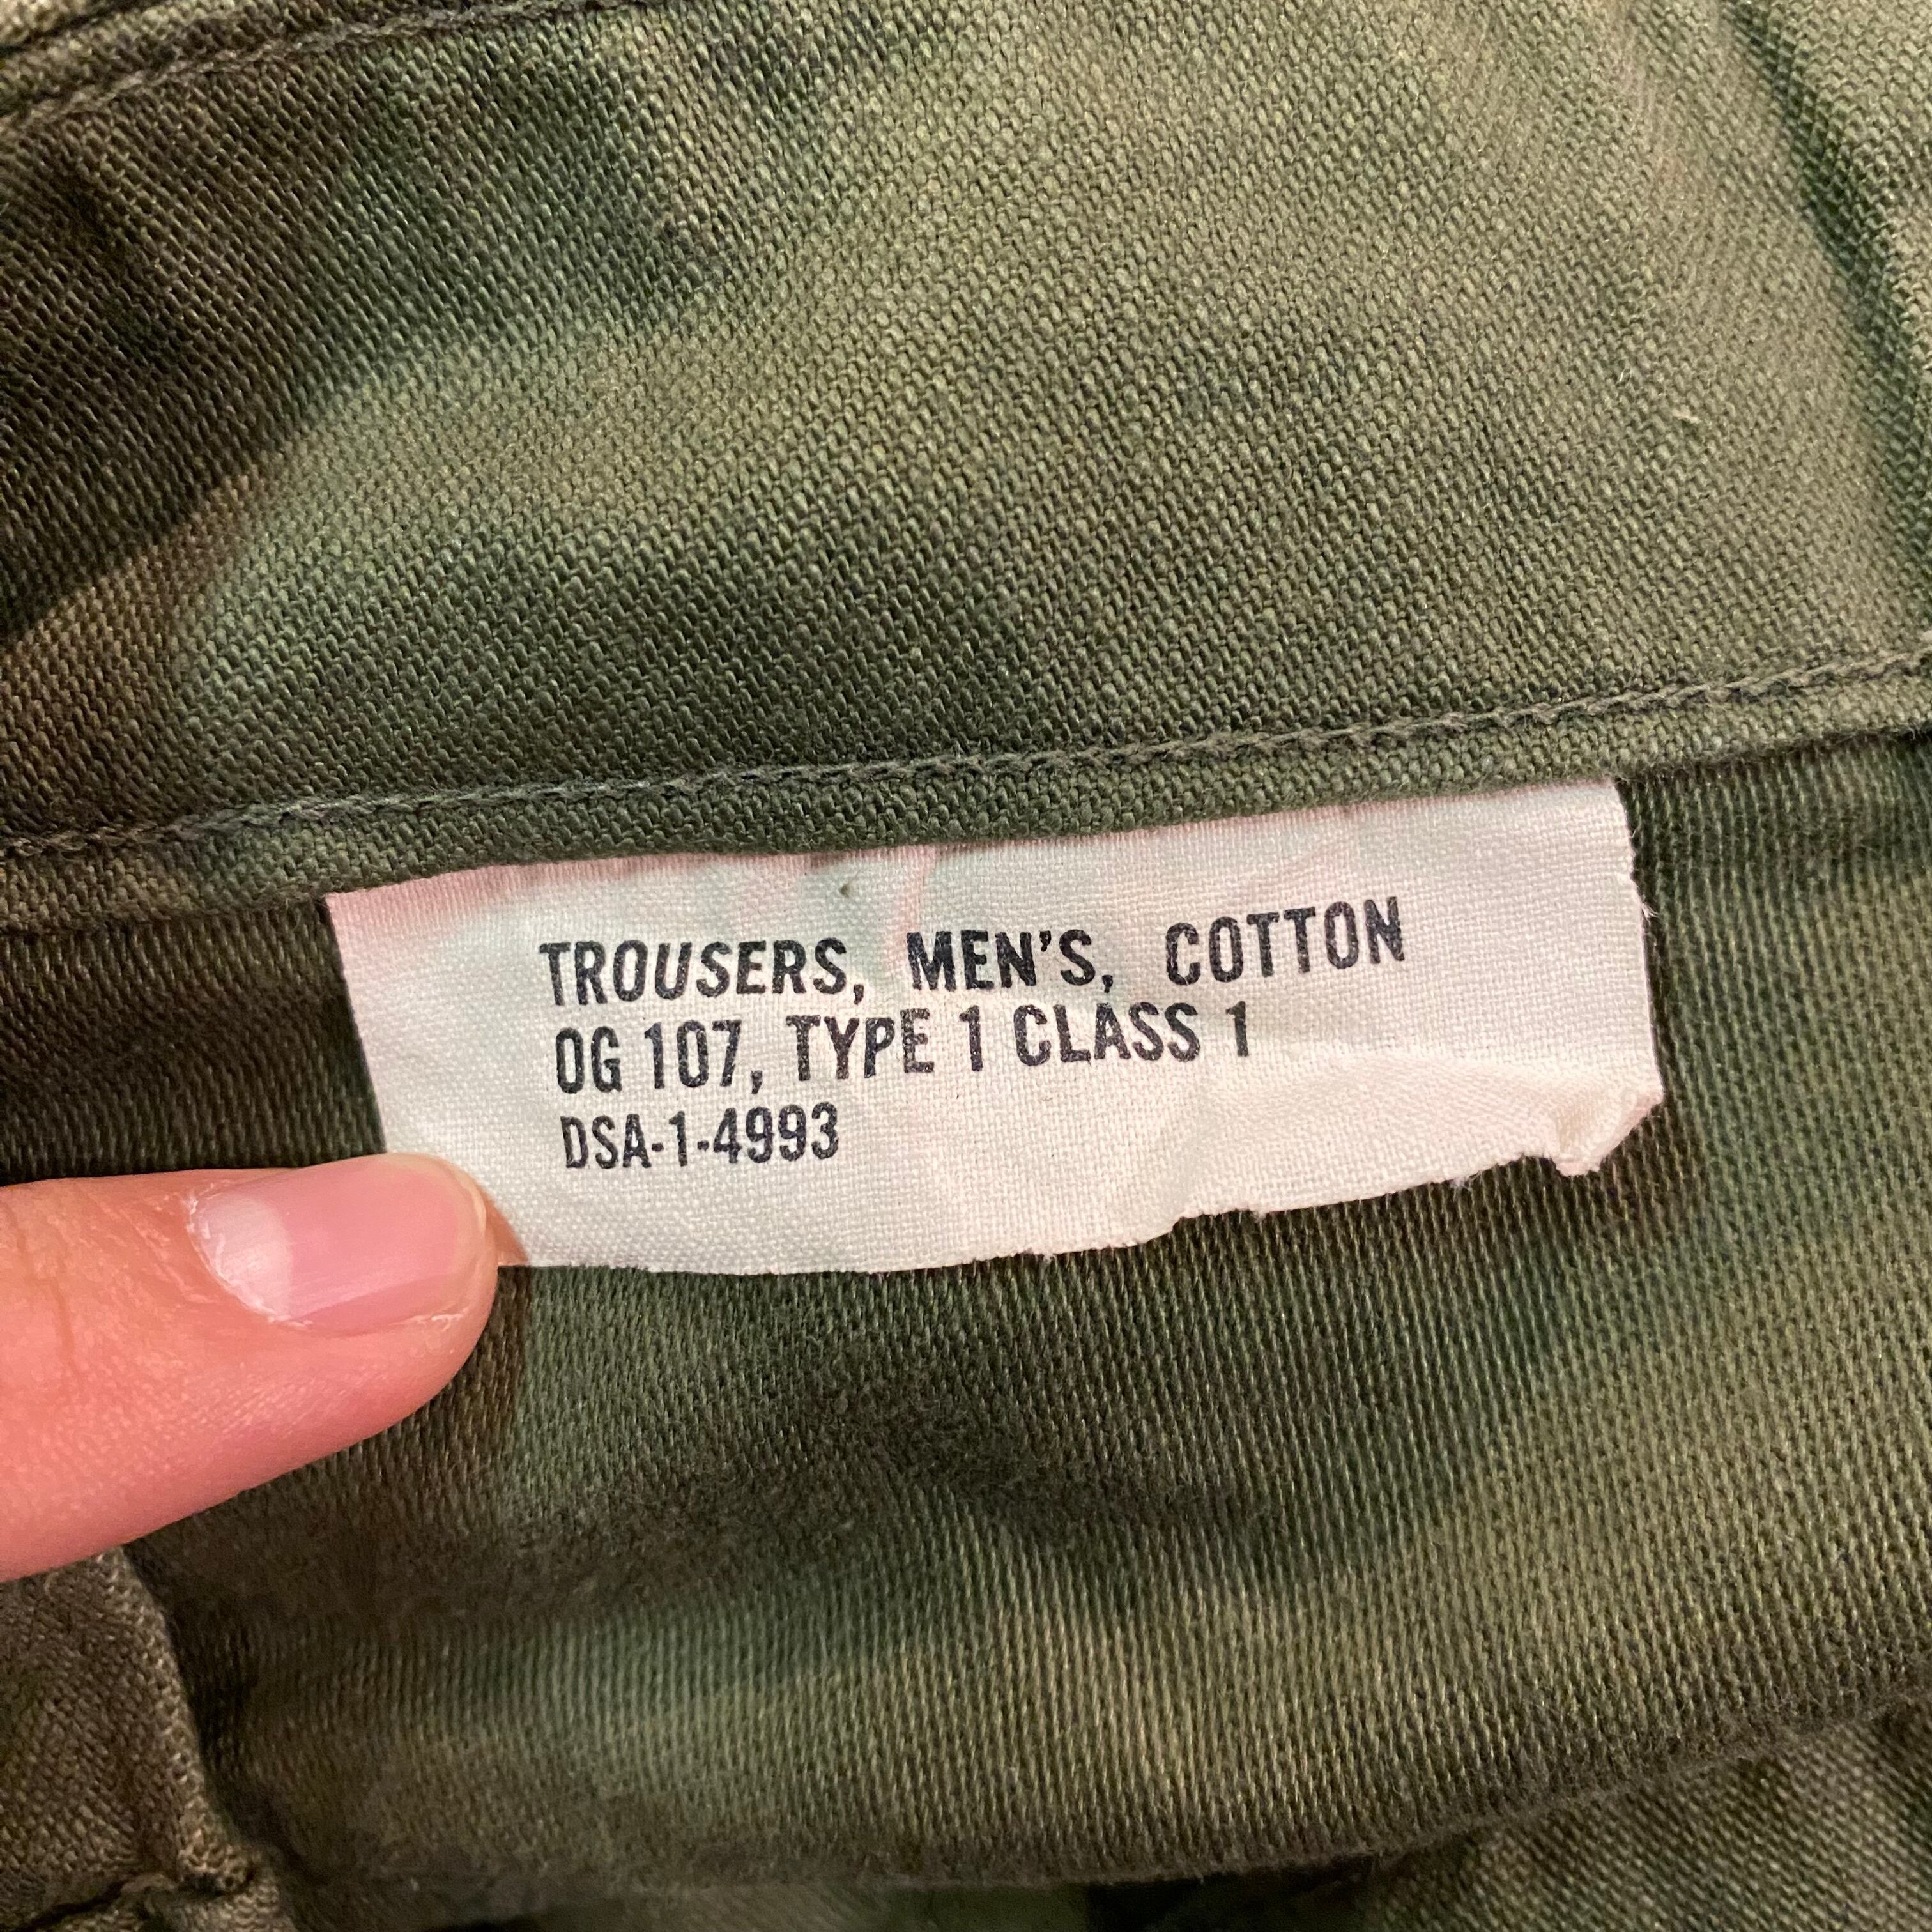 TROUSERS, MEN'S, COTTON
OG 107, TYPE 1 CLASS 1
DSA-1-4993